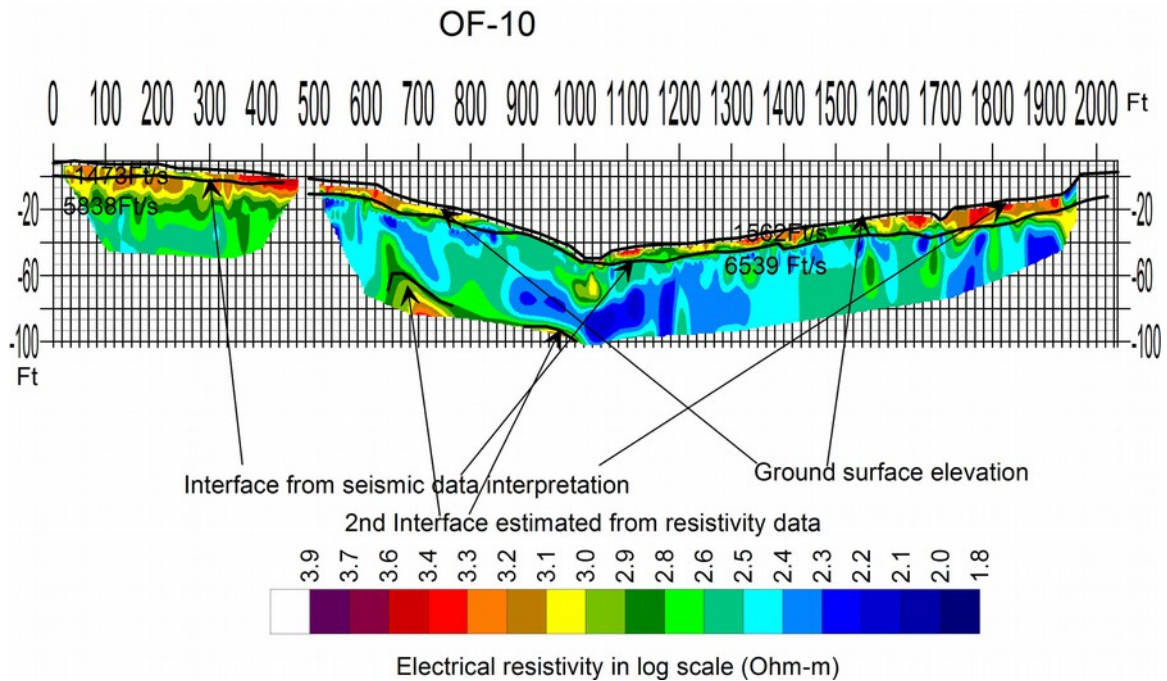 OF-10
0 100 200 300 400 500 600 700 800 900 1000 1100 1200 1300 1400 1500 1600 1700 1800 1900 2000 Ft
1473Ft/s
5838Ft/s
-20 -20
1562Ft/s
6539 Ft/s
-60 -60
-100 -100
Ft
Interface from seismic data interpretation
Ground surface elevation
2nd Interface estimated from resistivity data
3.9 3.7 3.6 3.4 3.3 3.2 3.1 3.0 2.9 2.8 2.6 2.5 2.4 2.3 2.1 2.0 1.8
Electrical resistivity in log scale (Ohm-m)